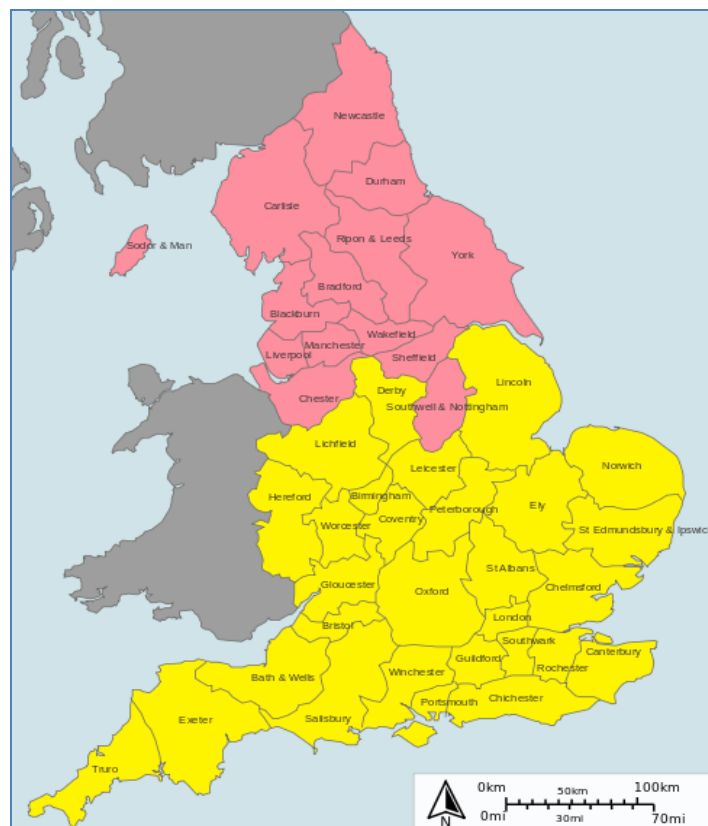 Newcastle
Durham
Carlisle
Ripon & Leeds
Sodor & Man
York
Bradford
Blackburn
Wakefield
Manchester
Liverpool
Sheffield
Chester
Derby
Lincoln
Southwell & Nottingham
Lichfield
Leicester
Norwich
Hereford
Birmingham
Peterborough
Ely
Coventry
Worcester
St Edmundsbury & Ipswic
St Albans
Gloucester
Oxford
Chelmsford
London
Bristol
Southwark
Canterbury
Guildford
Rochester
Winchester
Bath & Wells
Portsmouth
Chichester
Exeter
Salisbury
Truro
N
0km 50km 100km
0mi 30mi 70mi